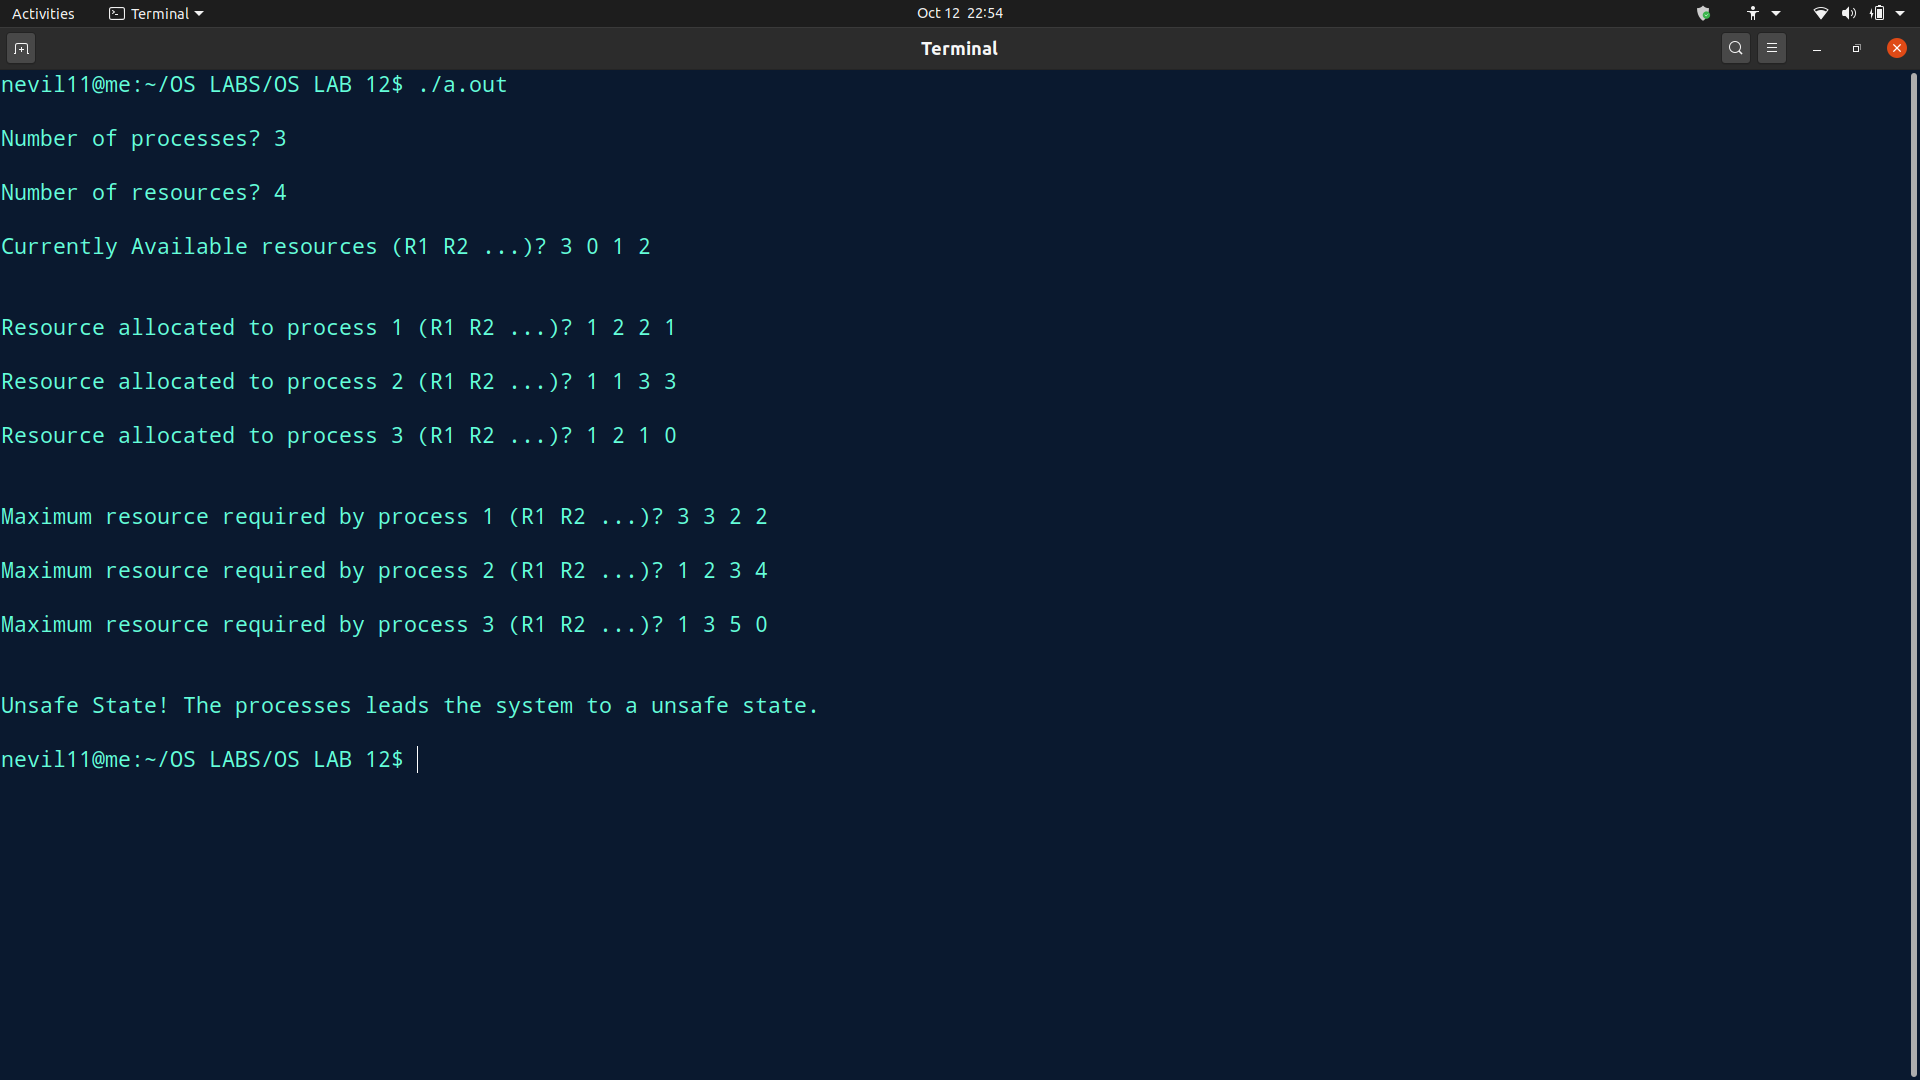 Activities Terminal Oct 12 22:54
Terminal
nevil11@me:~/OS LABS/OS LAB 12$ ./a.out
Number of processes? 3
Number of resources? 4
Currently Available resources (R1 R2 ...)? 3 0 1 2
Resource allocated to process 1 (R1 R2 ...)? 1 2 2 1
Resource allocated to process 2 (R1 R2 ...)? 1 1 3 3
Resource allocated to process 3 (R1 R2 ...)? 1 2 1 0
Maximum resource required by process 1 (R1 R2 ...)? 3 3 2 2
Maximum resource required by process 2 (R1 R2 ...)? 1 2 3 4
Maximum resource required by process 3 (R1 R2 ...)? 1 3 5 0
Unsafe State! The processes leads the system to a unsafe state.
nevil11@me:~/OS LABS/OS LAB 12$